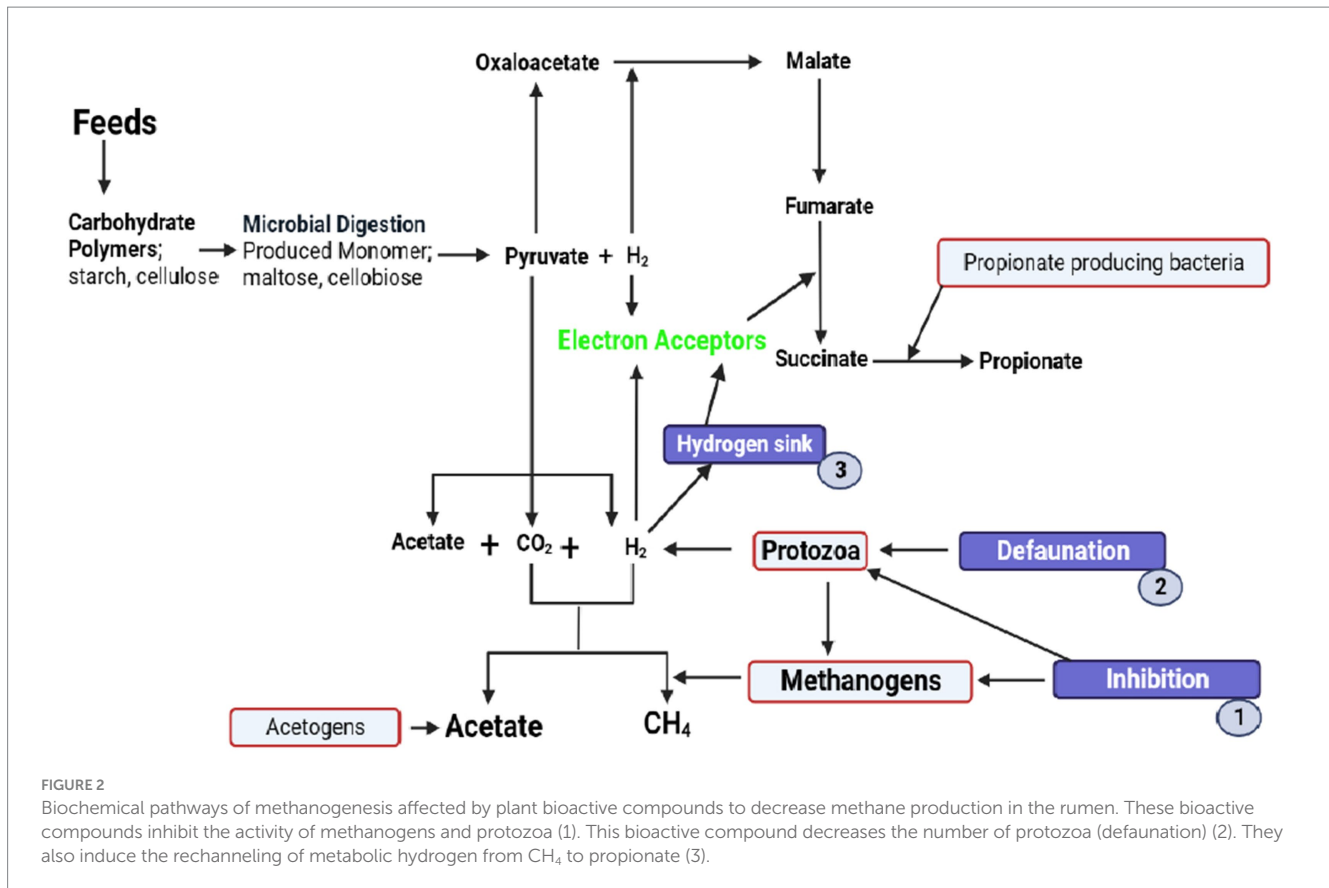 Oxaloacetate
Malate
Feeds
Fumarate
Carbohydrate
Polymers;
starch, cellulose
Microbial Digestion
Produced Monomer;
maltose, cellobiose
Pyruvate + H₂
Propionate producing bacteria
Electron Acceptors
Succinate
Propionate
Hydrogen sink
3
Acetate + CO₂ + H₂
Protozoa
Defaunation
2
Methanogens
Inhibition
1
Acetogens
Acetate
CH₄
FIGURE 2
Biochemical pathways of methanogenesis affected by plant bioactive compounds to decrease methane production in the rumen. These bioactive
compounds inhibit the activity of methanogens and protozoa (1). This bioactive compound decreases the number of protozoa (defaunation) (2). They
also induce the rechanneling of metabolic hydrogen from CH₄ to propionate (3).